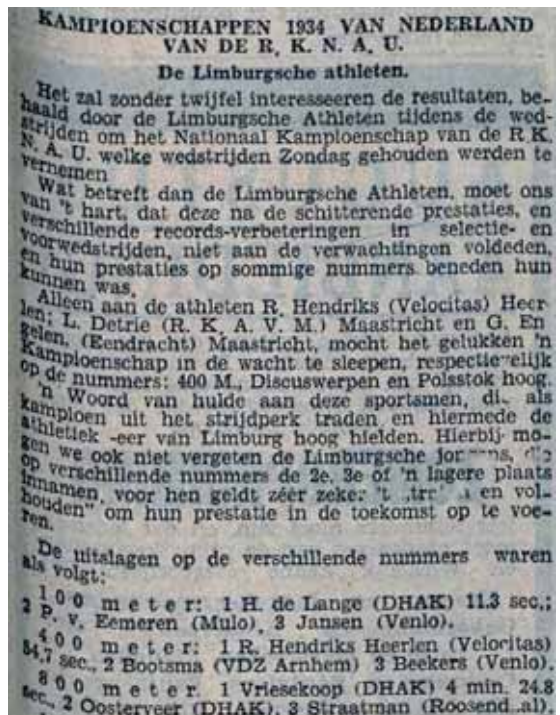 KAMPIOENSCHAPPEN 1934 VAN NEDERLAND
VAN DE R. K. N. A. U.
De Limburgsche athleten.
Het zal zonder twijfel interesseeren de resultaten, be-
haald door de Limburgsche Athleten tijdens de wed-
strijden om het Nationaal Kampioenschap van de R.K.
N. A. U. welke wedstrijden Zondag gehouden werden te
vernemen
Wat betreft dan de Limburgsche Athleten, moet ons
van 't hart, dat deze na de schitterende prestaties, en
verschillende records-verbeteringen in selectie- en
voorwedstrijden, niet aan de verwachtingen voldeden,
en hun prestaties op sommige nummers beneden hun
kunnen was.
Alleen aan de athleten R. Hendriks (Velocitas) Heer
len; L. Detrie (R. K. A. V. M.) Maastricht en G. En
gelen, (Eendracht) Maastricht, mocht het gelukken 'n
Kampioenschap in de wacht te sleepen, respectievelijk
op de nummers: 400 M., Discuswerpen en Polsstok hoog
'n Woord van hulde aan deze sportsmen, die als
kampioen uit het strijdperk traden en hiermede de
athletiek -eer van Limburg hoog hielden. Hierbij mo-
gen we ook niet vergeten de Limburgsche die
op verschillende nummers de 2e, 3e of 'n lagere plaats
innamen, voor hen geldt zéér zeker 't en vol-
houden" om hun prestatie in de toekomst op te voe-
ren.
De uitslagen op de verschillende nummers waren
als volgt:
100 meter: 1 H. de Lange (DHAK) 11.3 sec.;
2 P. v. Eemeren (Mulo), 3 Jansen (Venlo).
400 meter: 1 R. Hendriks Heerlen (Velocitas)
54,7 sec., 2 Bootsma (VDZ Arnhem) 3 Beekers (Venlo).
800 meter. 1 Vriesekoop (DHAK) 4 min. 24.8
sec., 2 Oosterveer (DHAK), 3 Straatman (Roosend.al).